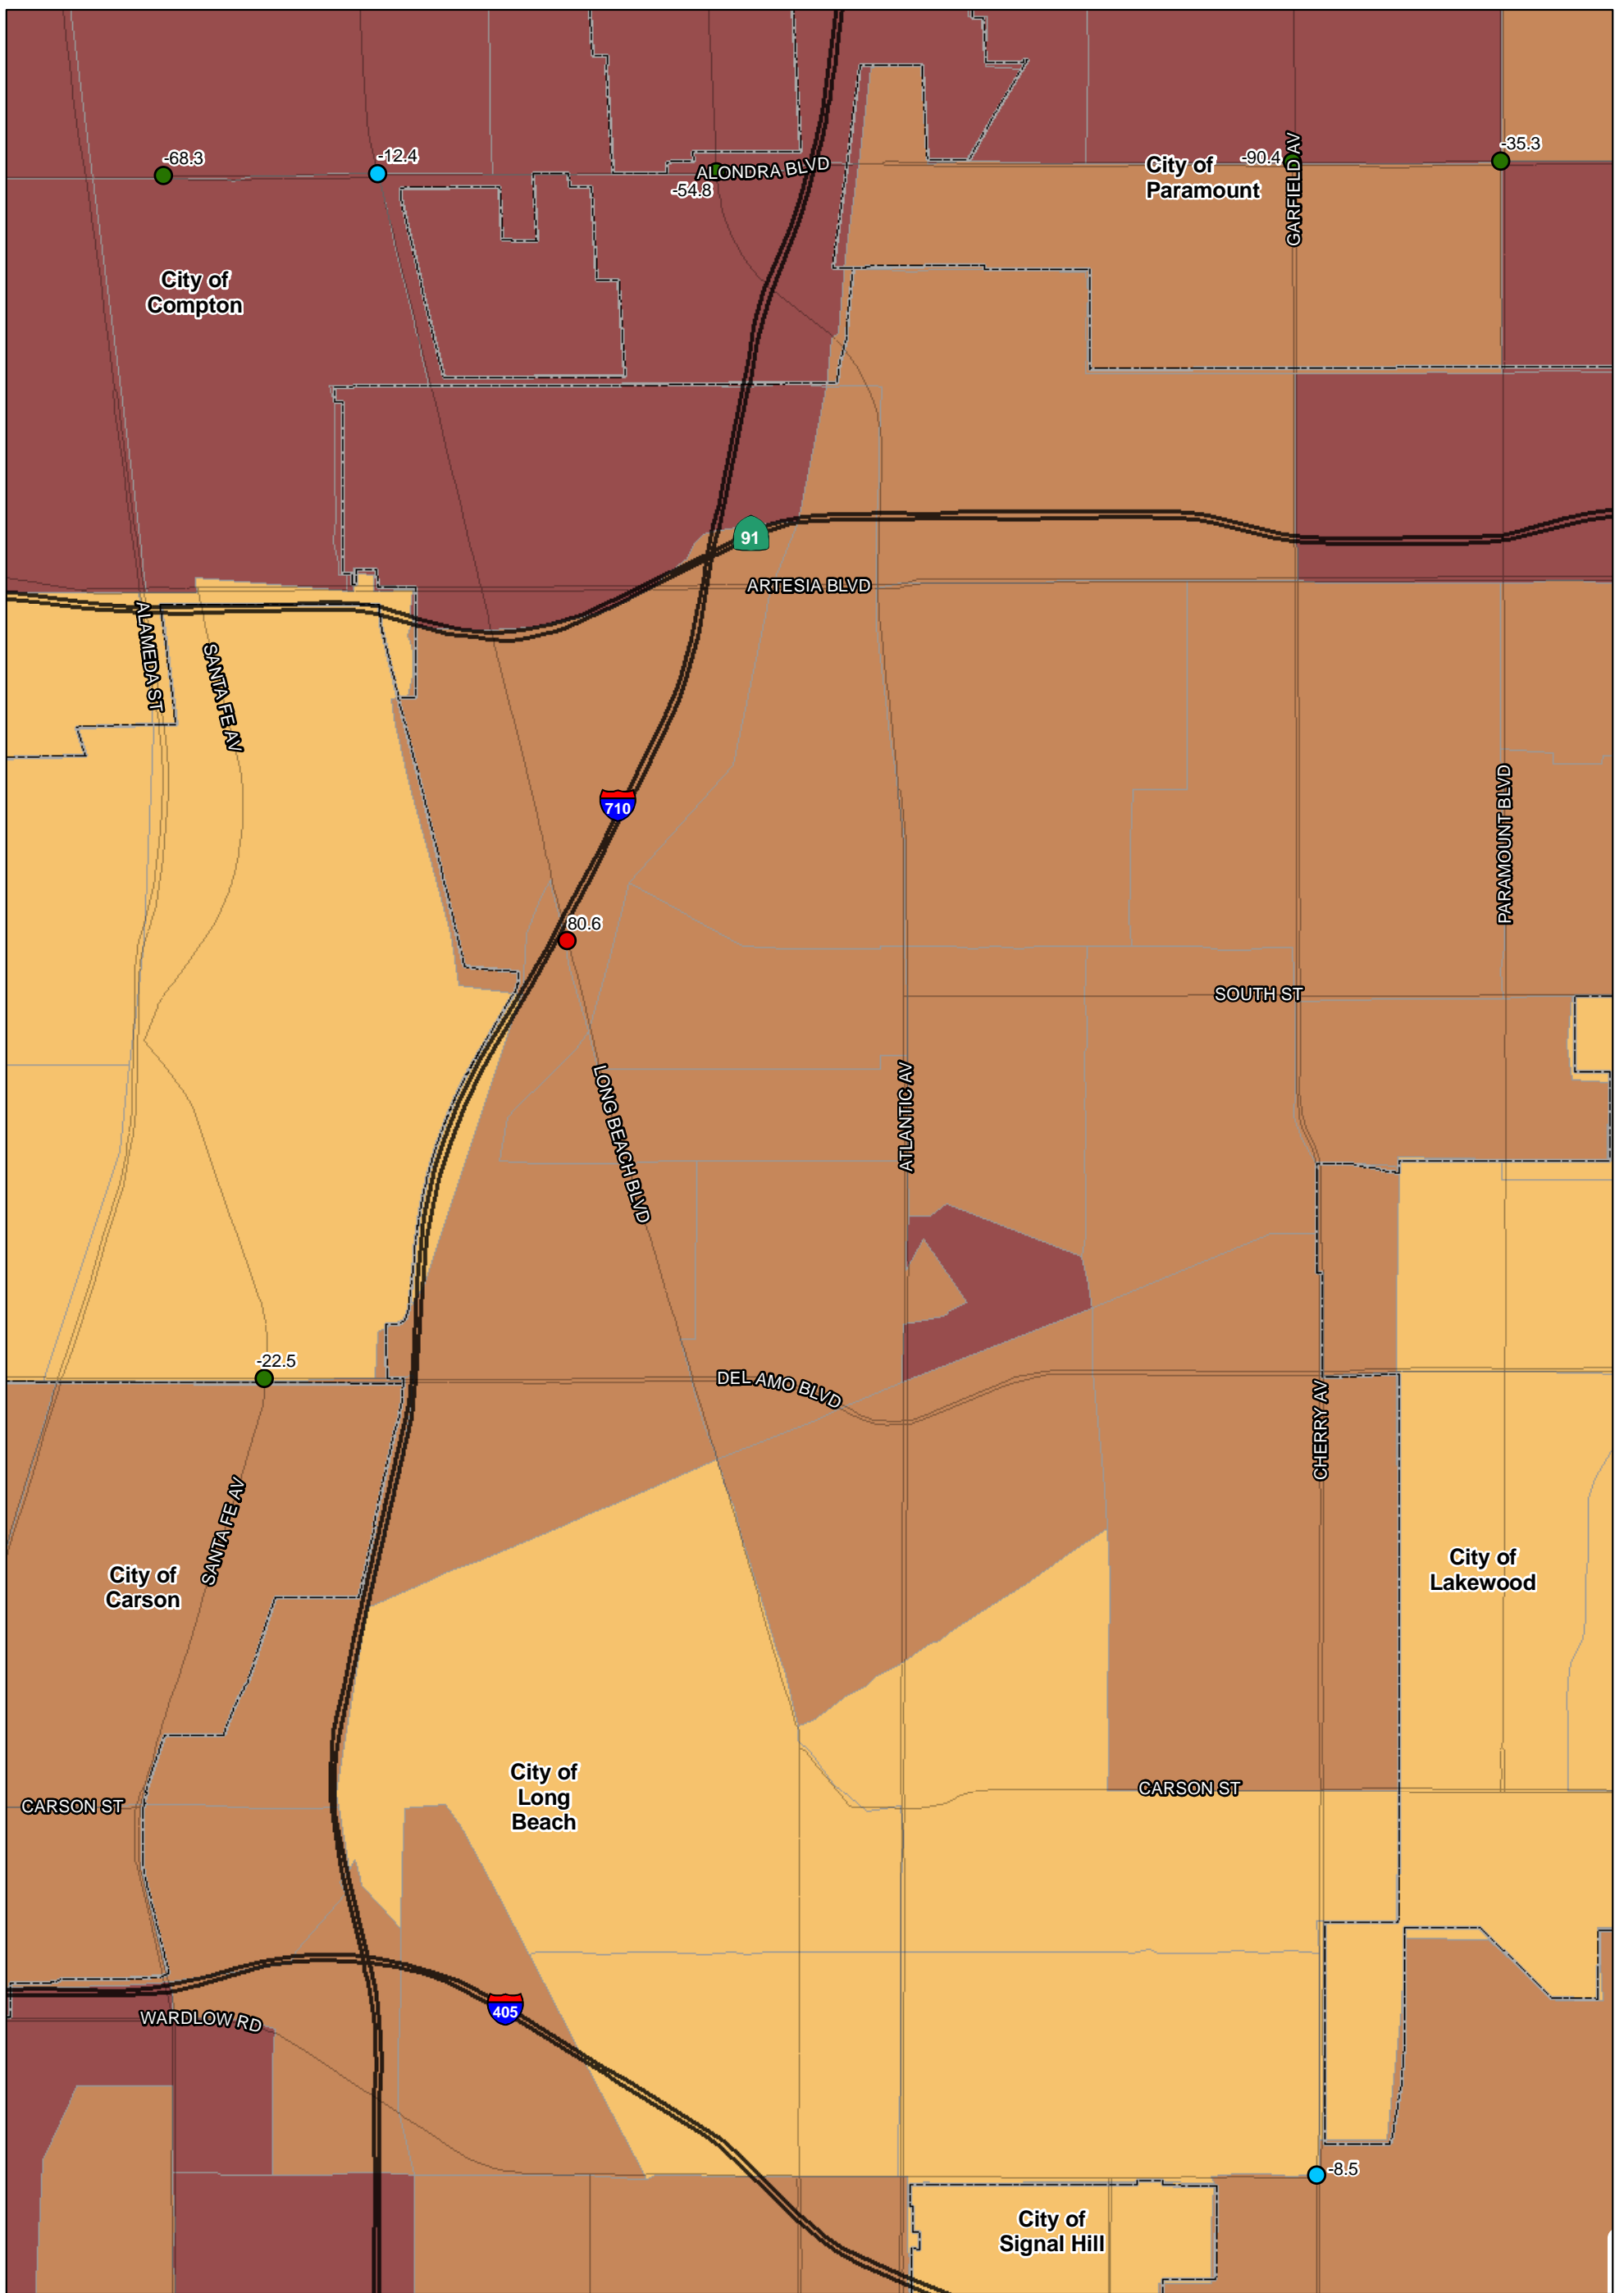 -68.3
-12.4
ALONDRA BLVD
-54.8
City of
Paramount
-90.4
GARFIELD AV
-35.3
City of
Compton
91
ARTESIA BLVD
ALAMEDA ST
SANTA FE AV
710
PARAMOUNT BLVD
80.6
SOUTH ST
LONG BEACH BLVD
ATLANTIC AV
-22.5
DEL AMO BLVD
CHERRY AV
SANTA FE AV
City of
Carson
City of
Lakewood
City of
Long
Beach
CARSON ST
CARSON ST
WARDLOW RD
405
-8.5
City of
Signal Hill